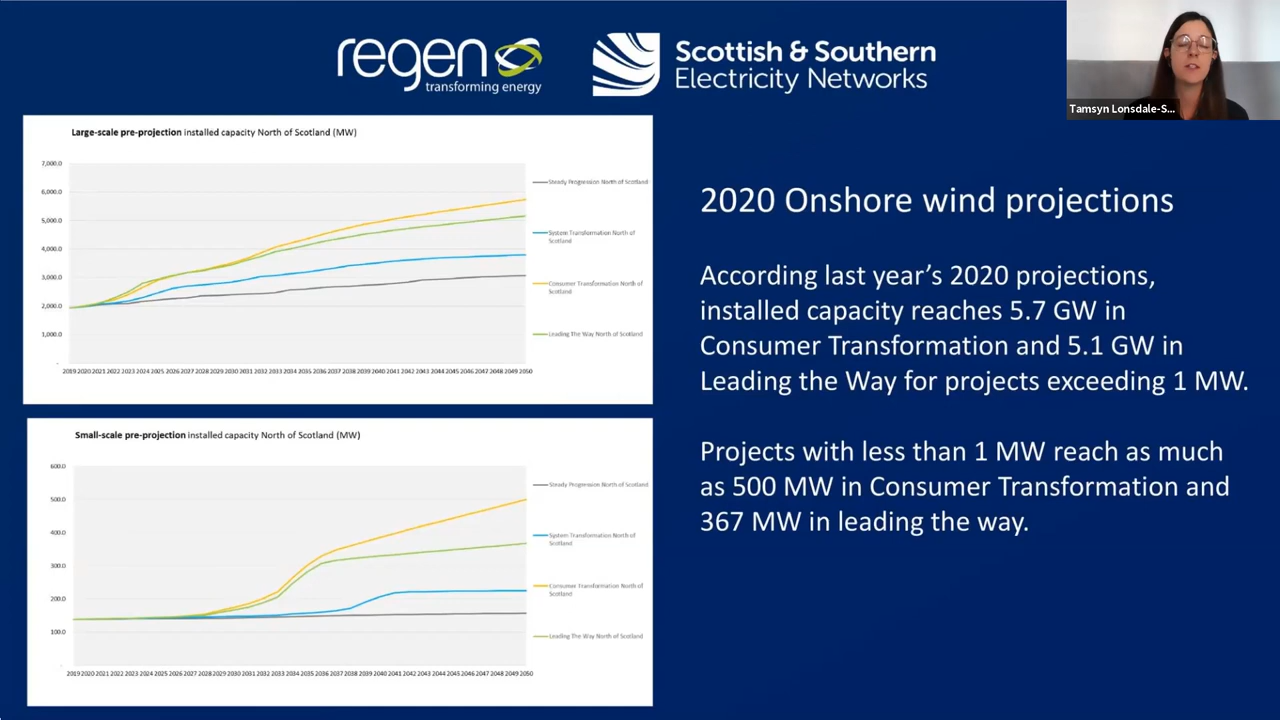 regen
transforming energy
Scottish & Southern
Electricity Networks
Tamsyn Lonsdale-S...
Large-scale pre-projection installed capacity North of Scotland (MW)
7,000.0
6,000.0
5,000.0
4,000.0
3,000.0
2,000.0
1,000.0
-
2019 2020 2021 2022 2023 2024 2025 2026 2027 2028 2029 2030 2031 2032 2033 2034 2035 2036 2037 2038 2039 2040 2041 2042 2043 2044 2045 2046 2047 2048 2049 2050
Steady Progression North of Scotland
System Transformation North of
Scotland
Consumer Transformation North of
Scotland
Leading The Way North of Scotland
Small-scale pre-projection installed capacity North of Scotland (MW)
600.0
500.0
400.0
300.0
200.0
100.0
-
2019 2020 2021 2022 2023 2024 2025 2026 2027 2028 2029 2030 2031 2032 2033 2034 2035 2036 2037 2038 2039 2040 2041 2042 2043 2044 2045 2046 2047 2048 2049 2050
Steady Progression North of Scotland
System Transformation North of
Scotland
Consumer Transformation North of
Scotland
Leading The Way North of Scotland
2020 Onshore wind projections
According last year's 2020 projections,
installed capacity reaches 5.7 GW in
Consumer Transformation and 5.1 GW in
Leading the Way for projects exceeding 1 MW.
Projects with less than 1 MW reach as much
as 500 MW in Consumer Transformation and
367 MW in leading the way.